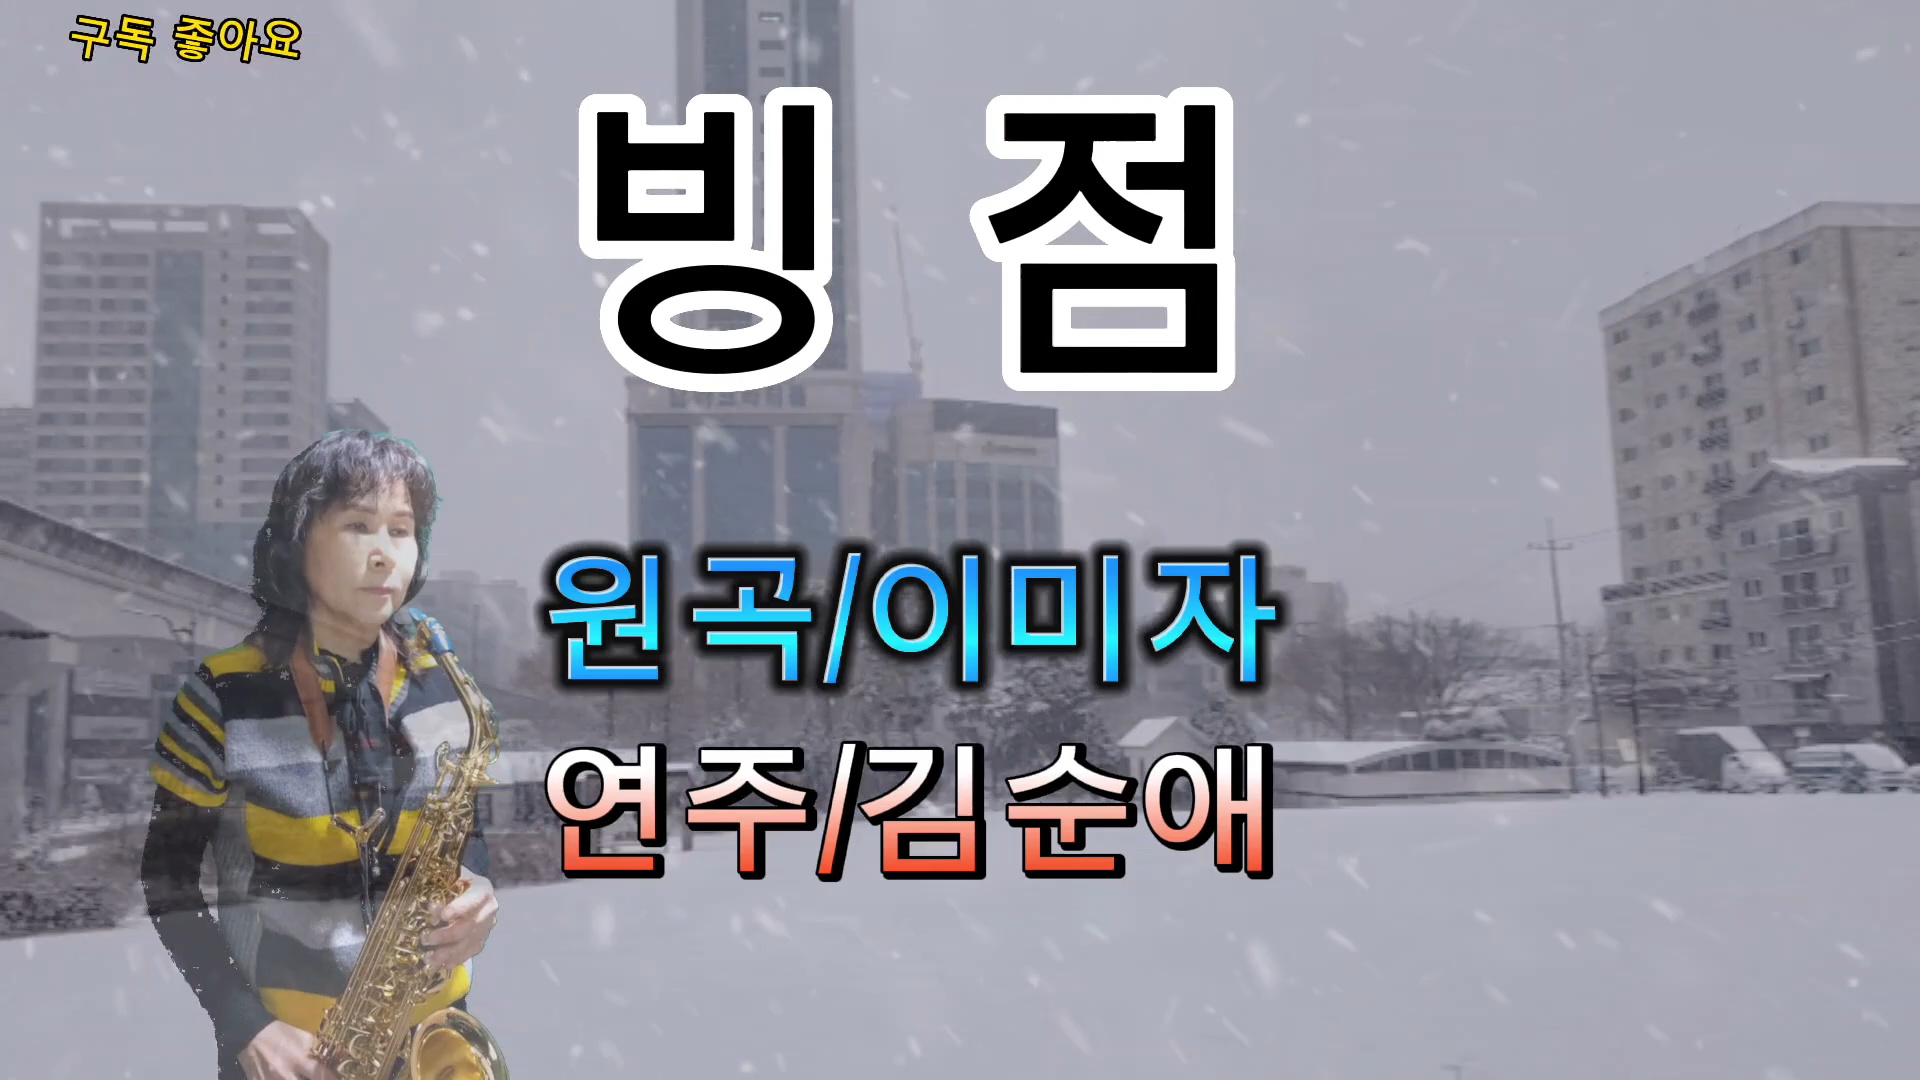 구독 좋아요
빙 점
원곡/이미자
연주/김순애